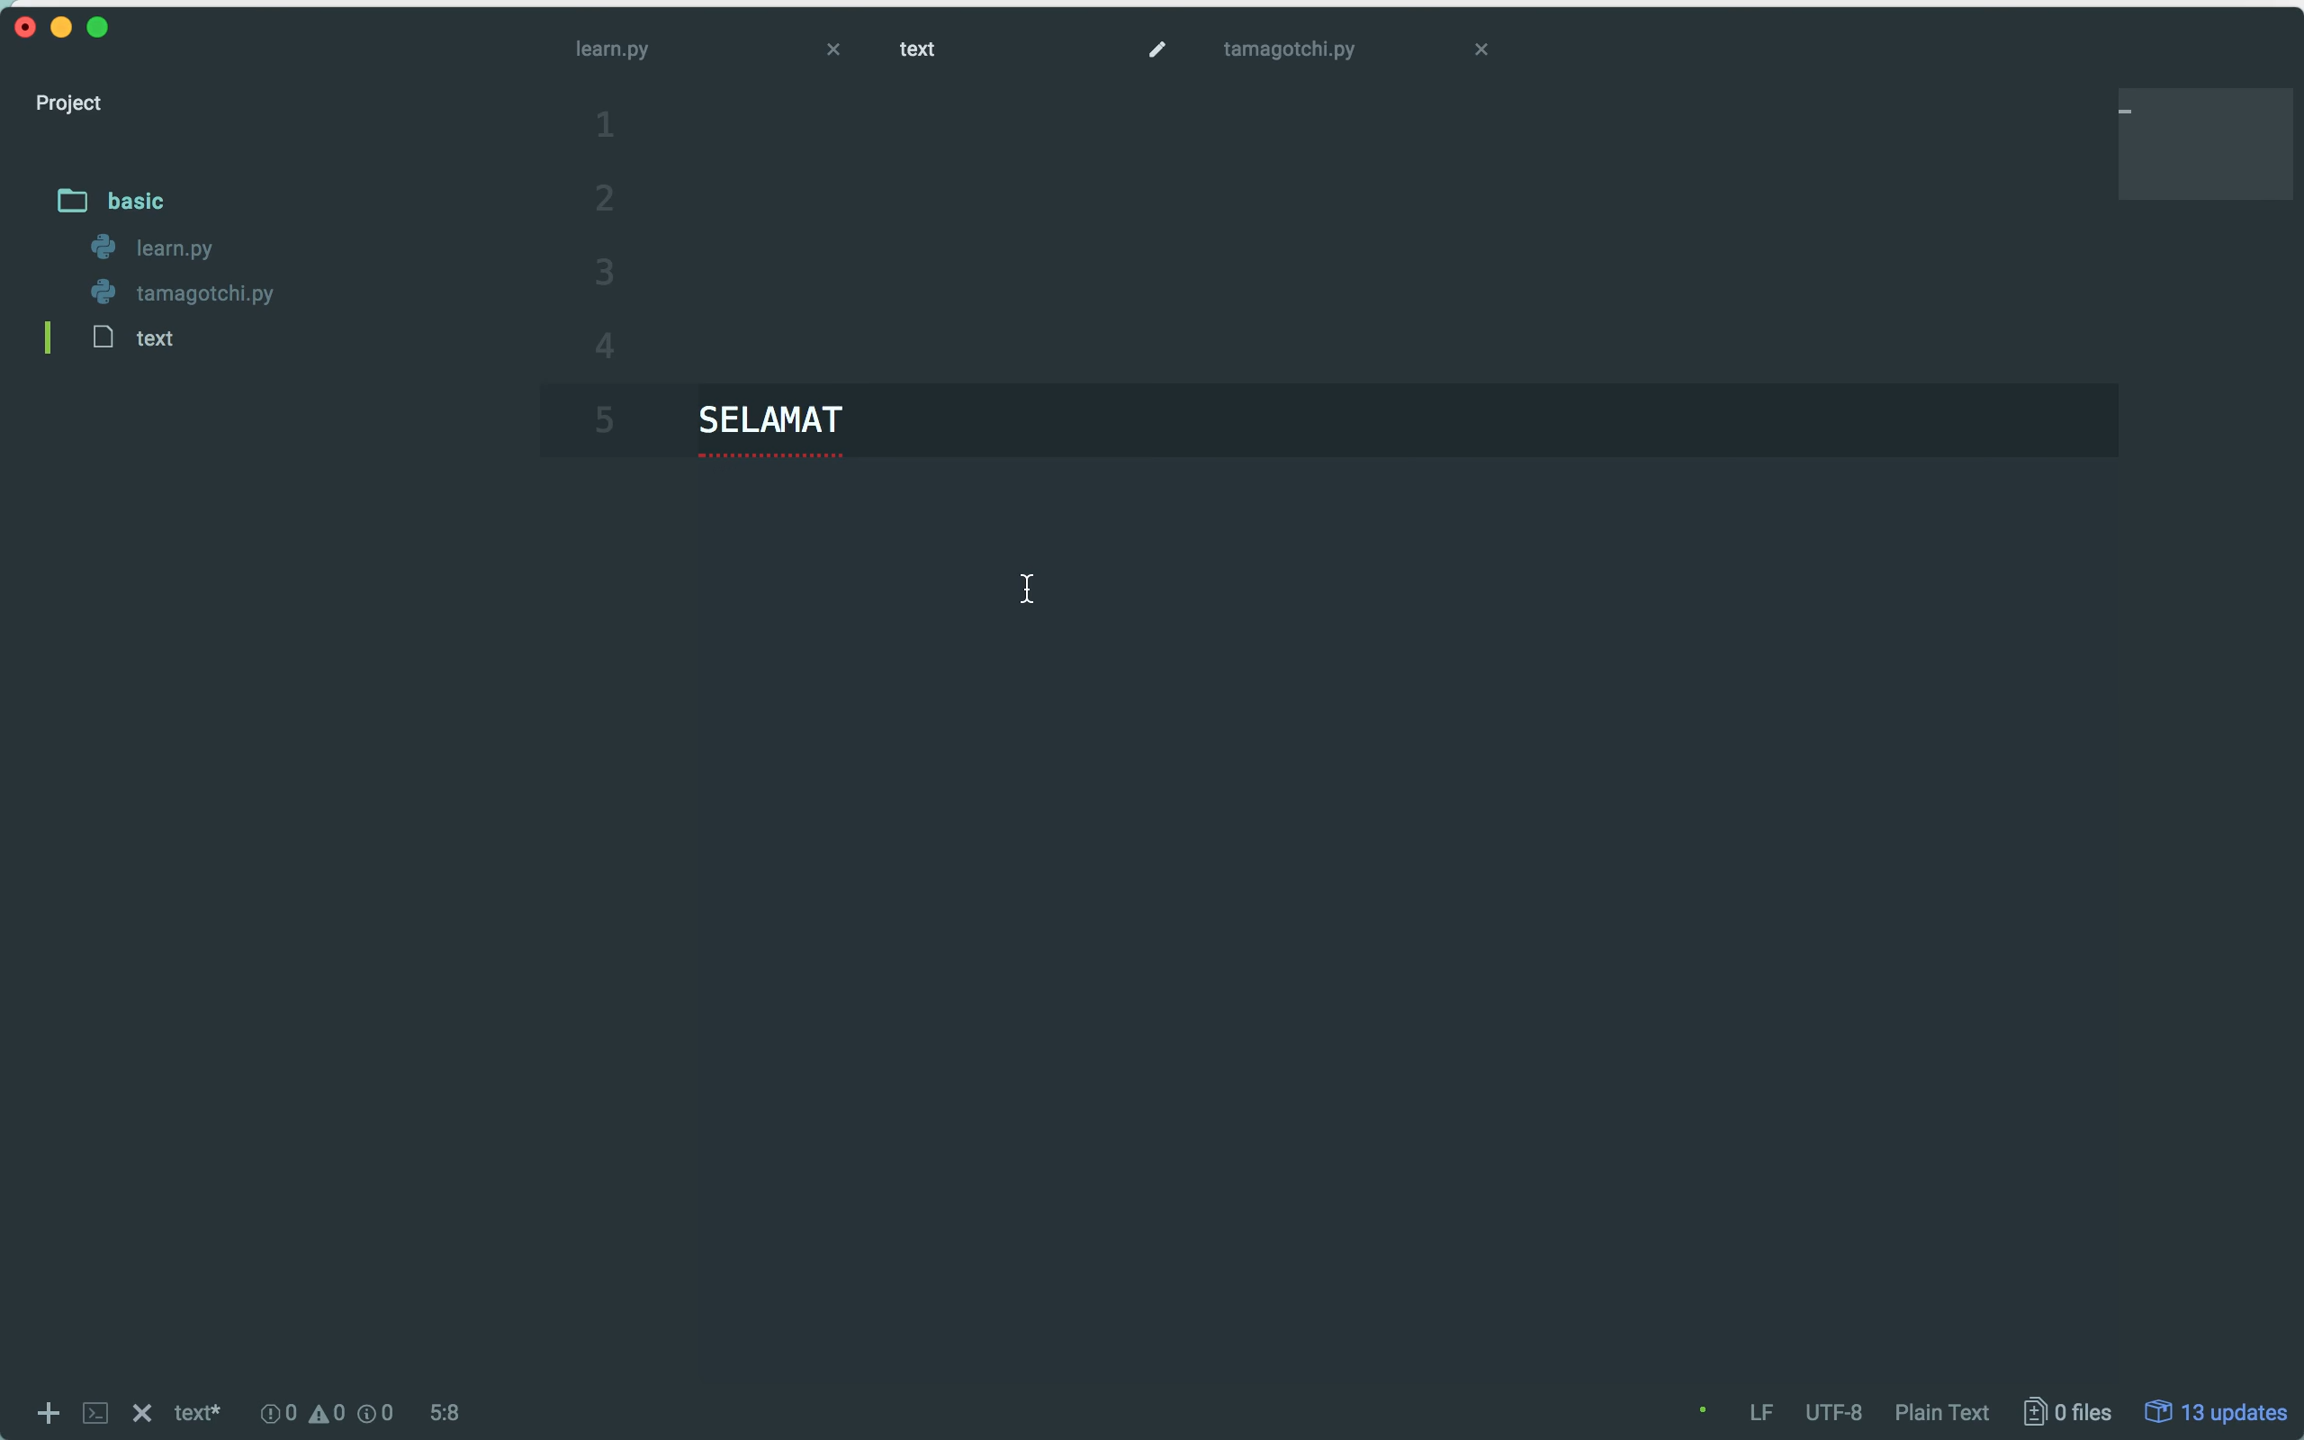 learn.py
text
tamagotchi.py
Project
basic
learn.py
tamagotchi.py
text
1
2
3
4
5 SELAMAT
text* 0 0 0 5:8 LF UTF-8 Plain Text 0 files 13 updates